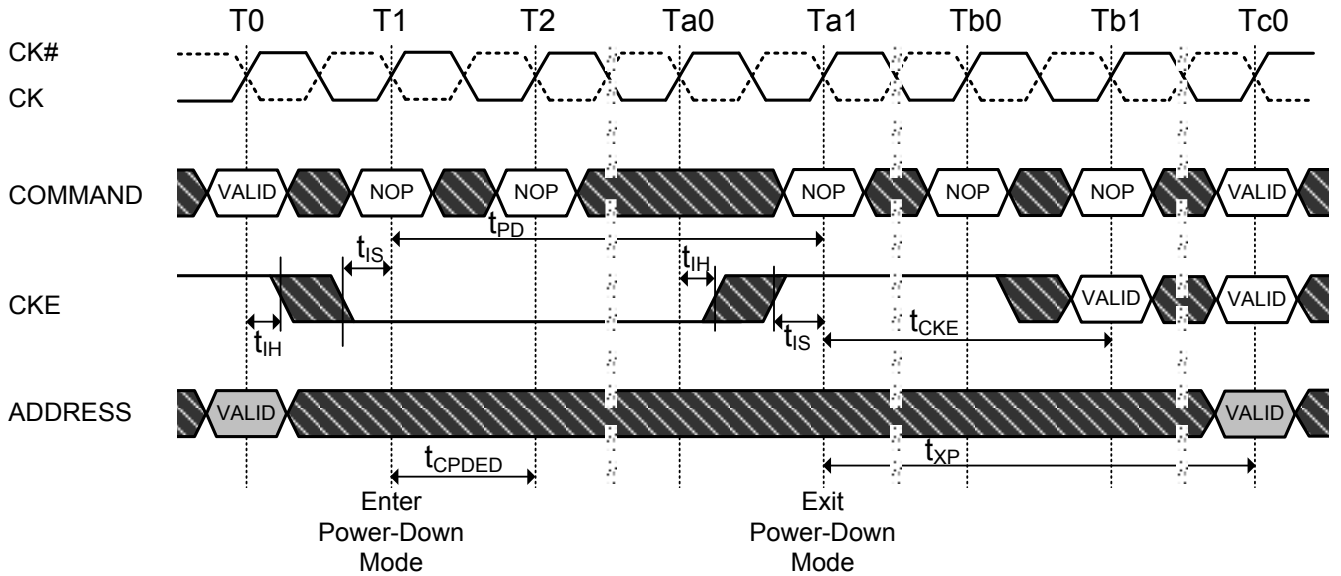 T0 T1 T2 Ta0 Ta1 Tb0 Tb1 Tc0
CK#
CK
COMMAND VALID NOP NOP NOP NOP NOP VALID
tPD
tIS tIH
CKE VALID VALID
tIH tIS tCKE
ADDRESS VALID VALID
tCPDED tXP
Enter
Power-Down
Mode
Exit
Power-Down
Mode